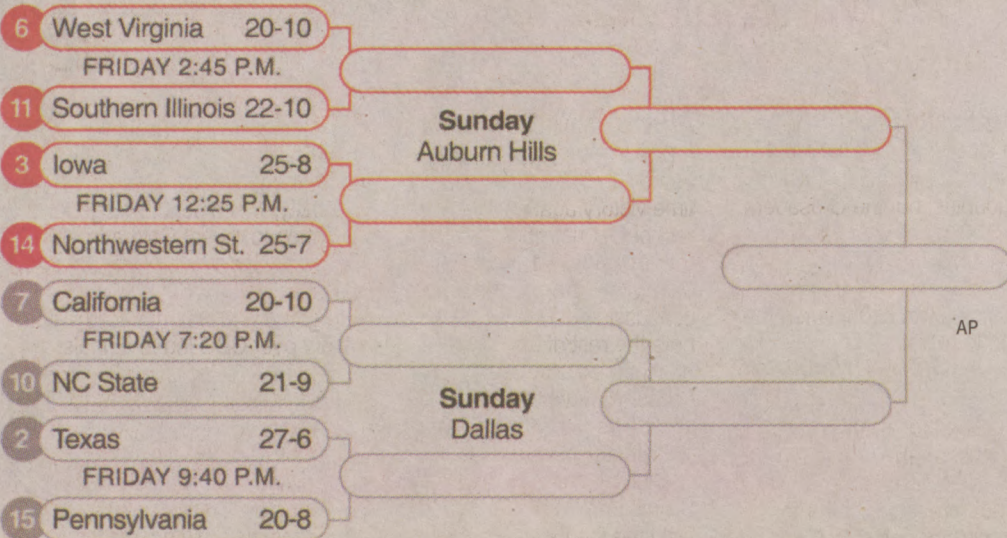 6 West Virginia 20-10
FRIDAY 2:45 P.M.
11 Southern Illinois 22-10
3 Iowa 25-8
FRIDAY 12:25 P.M.
14 Northwestern St. 25-7
Sunday
Auburn Hills
7 California 20-10
FRIDAY 7:20 P.M.
10 NC State 21-9
2 Texas 27-6
FRIDAY 9:40 P.M.
15 Pennsylvania 20-8
Sunday
Dallas
AP